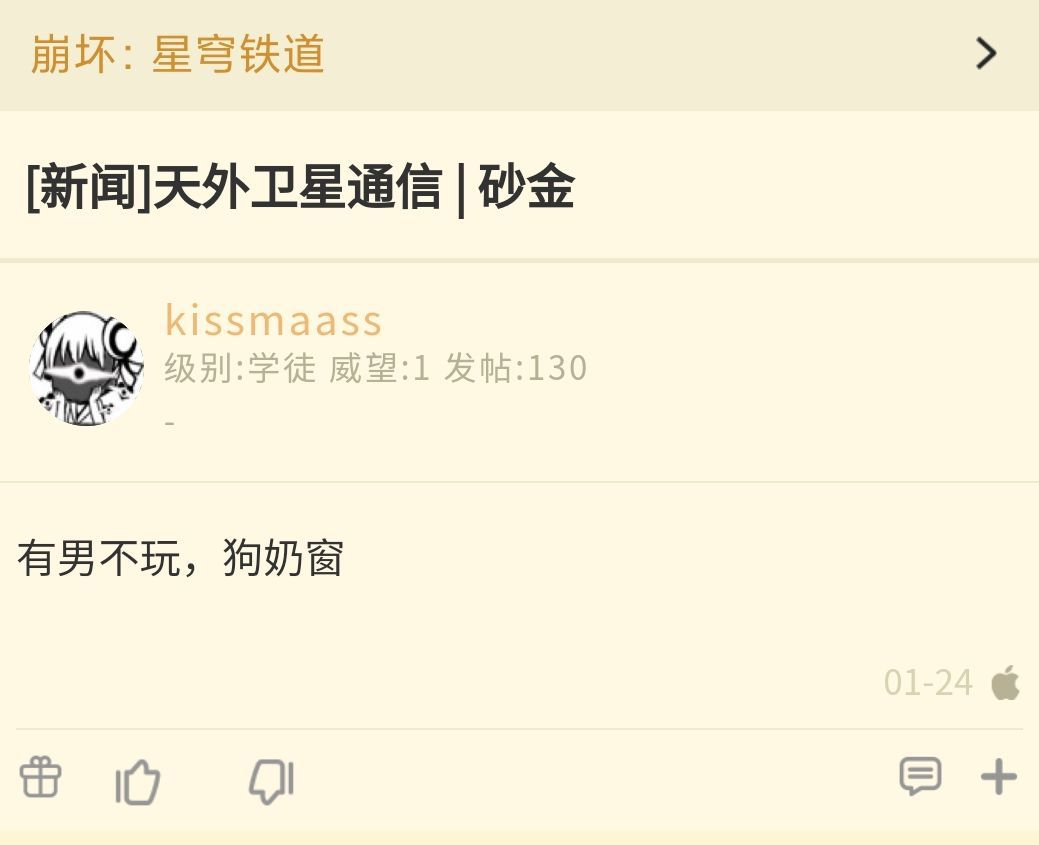 崩坏：星穹铁道
[新闻]天外卫星通信 | 砂金
kissmaass
级别:学徒 威望:1 发帖:130
-
有男不玩，狗奶窗
01-24